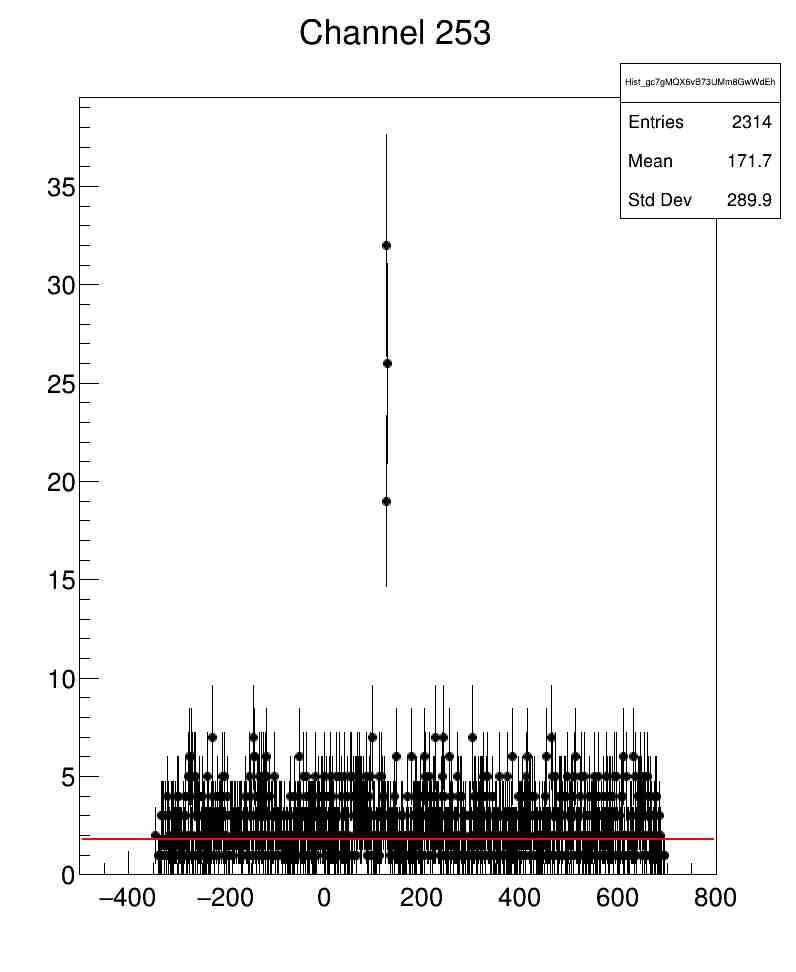 Channel 253
Hist_gc7gMQX6vB73UMm8GwWdEh
Entries 2314
Mean 171.7
Std Dev 289.9
35
30
25
20
15
10
5
0
−400 −200 0 200 400 600 800